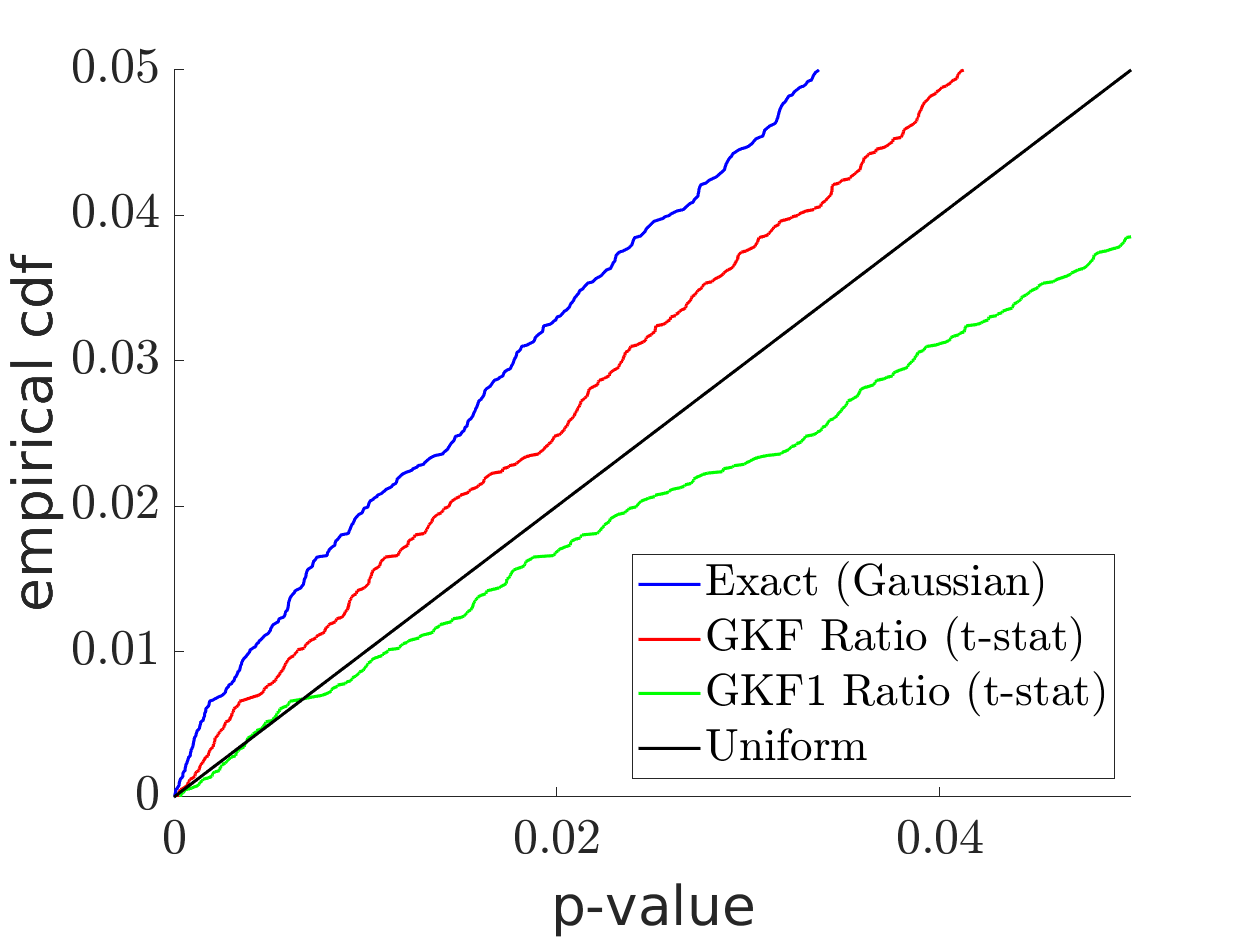 0.05
0.04
0.03
0.02
0.01
0
empirical cdf
Exact (Gaussian)
GKF Ratio (t-stat)
GKF1 Ratio (t-stat)
Uniform
0
0.02
0.04
p-value